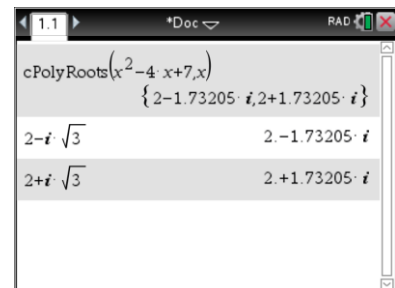 1.1 *Doc RAD
cPolyRoots(x²−4·x+7,x)
{2−1.73205·i,2+1.73205·i}
2−i·√3 2.−1.73205·i
2+i·√3 2.+1.73205·i